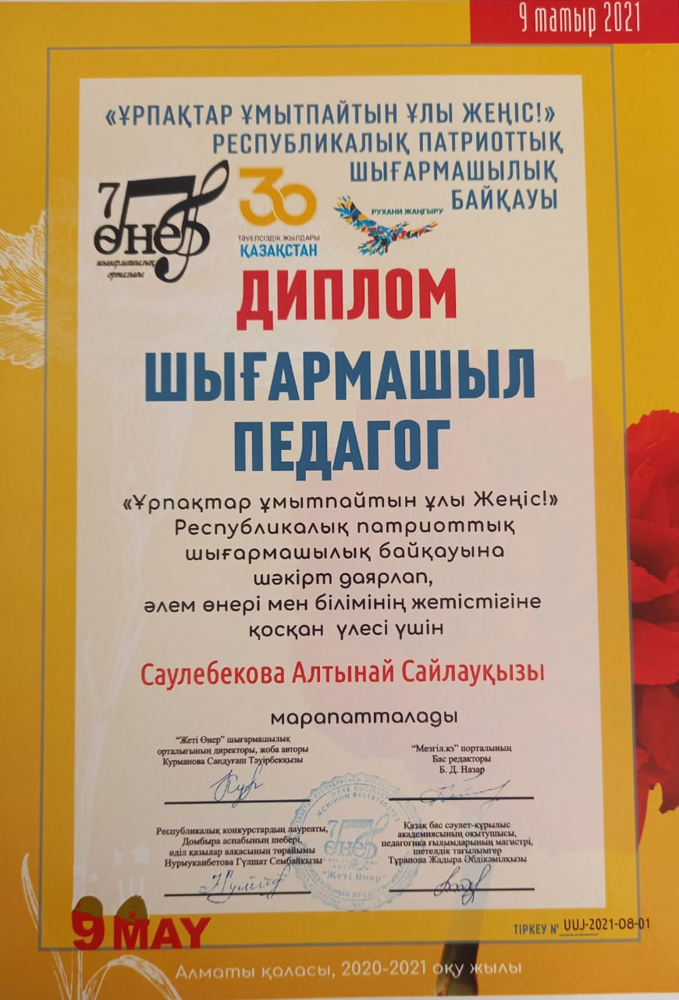 9 тамыр 2021
«ҰРПАҚТАР ҰМЫТПАЙТЫН ҰЛЫ ЖЕҢІС!»
РЕСПУБЛИКАЛЫҚ ПАТРИОТТЫҚ
ШЫҒАРМАШЫЛЫҚ
БАЙҚАУЫ
7
өнер
шығармашылық
орталығы
30
ТӘУЕЛСІЗДІК ЖЫЛДАРЫ
ҚАЗАҚСТАН
РУХАНИ ЖАҢҒЫРУ
ДИПЛОМ
ШЫҒАРМАШЫЛ
ПЕДАГОГ
«Ұрпақтар ұмытпайтын ұлы Жеңіс!»
Республикалық патриоттық
шығармашылық байқауына
шәкірт даярлап,
әлем өнері мен білімінің жетістігіне
қосқан үлесі үшін
Саулебекова Алтынай Сайлауқызы
марапатталады
"Жеті Өнер" шығармашылық
орталығының директоры, жоба авторы
Курманова Сандуғаш Тәуірбекқызы
"Мезгіл.кз" порталының
Бас редакторы
Б. Д. Назар
Республикалық конкурстардың лауреаты,
Домбыра аспабының шебері,
әділ қазылар алқасының төрайымы
Нурмуканбетова Гүлшат Сембайқызы
Қазақ бас сәулет-құрылыс
академиясының оқытушысы,
педагогика ғылымдарының магистрі,
шетелдік тағылымгер
Тұрапова Жадыра Әбдікәмілқызы
7
өнер
"Жеті Өнер"
9 MAY
ТІРКЕУ N° UUJ-2021-08-01
Алматы қаласы, 2020-2021 оқу жылы